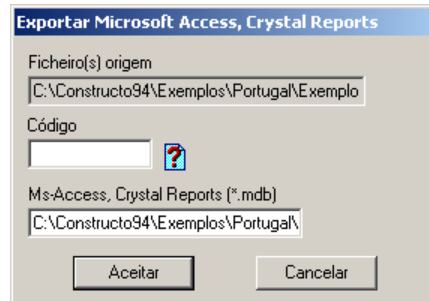 Exportar Microsoft Access, Crystal Reports
Ficheiro(s) origem
C:\Constructo94\Exemplos\Portugal\Exemplo
Código
?
Ms-Access, Crystal Reports (*.mdb)
C:\Constructo94\Exemplos\Portugal\
Aceitar Cancelar